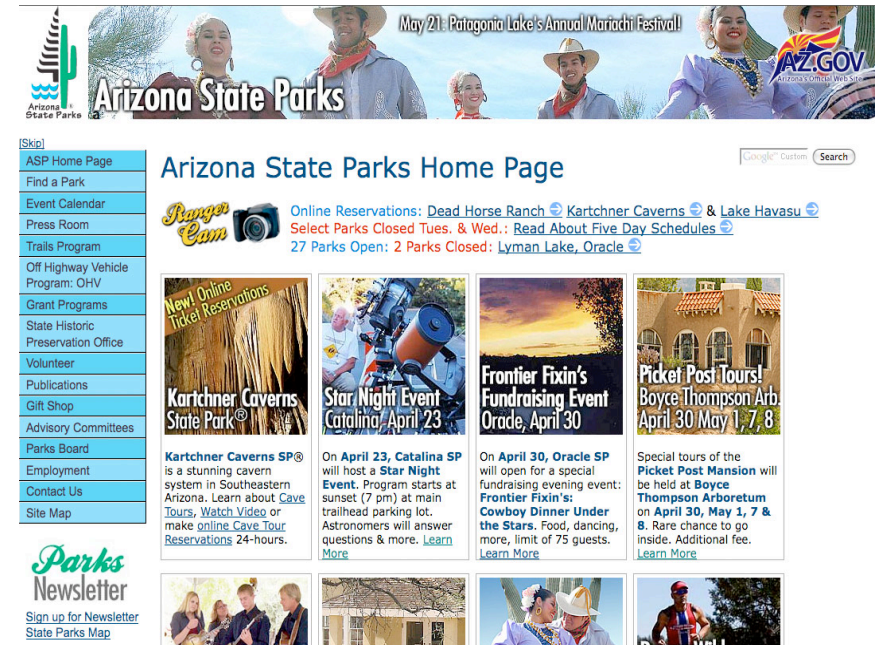 May 21: Patagonia Lake's Annual Mariachi Festival!
AZ.GOV
Arizona's Official Web Site
Arizona
State Parks
Arizona State Parks
[Skip]
ASP Home Page
Find a Park
Event Calendar
Press Room
Trails Program
Off Highway Vehicle
Program: OHV
Grant Programs
State Historic
Preservation Office
Volunteer
Publications
Gift Shop
Advisory Committees
Parks Board
Employment
Contact Us
Site Map
Parks
Newsletter
Sign up for Newsletter
State Parks Map
Arizona State Parks Home Page
Google™ Custom
Search
Ranger
Cam
Online Reservations: Dead Horse Ranch Kartchner Caverns & Lake Havasu
Select Parks Closed Tues. & Wed.: Read About Five Day Schedules
27 Parks Open: 2 Parks Closed: Lyman Lake, Oracle
New! Online
Ticket Reservations
Kartchner Caverns
State Park®
Kartchner Caverns SP®
is a stunning cavern
system in Southeastern
Arizona. Learn about Cave
Tours, Watch Video or
make online Cave Tour
Reservations 24-hours.
Star Night Event
Catalina, April 23
On April 23, Catalina SP
will host a Star Night
Event. Program starts at
sunset (7 pm) at main
trailhead parking lot.
Astronomers will answer
questions & more. Learn
More
Frontier Fixin's
Fundraising Event
Oracle, April 30
On April 30, Oracle SP
will open for a special
fundraising evening event:
Frontier Fixin's:
Cowboy Dinner Under
the Stars. Food, dancing,
more, limit of 75 guests.
Learn More
Picket Post Tours!
Boyce Thompson Arb.
April 30 May 1, 7, 8
Special tours of the
Picket Post Mansion will
be held at Boyce
Thompson Arboretum
on April 30, May 1, 7 &
8. Rare chance to go
inside. Additional fee.
Learn More